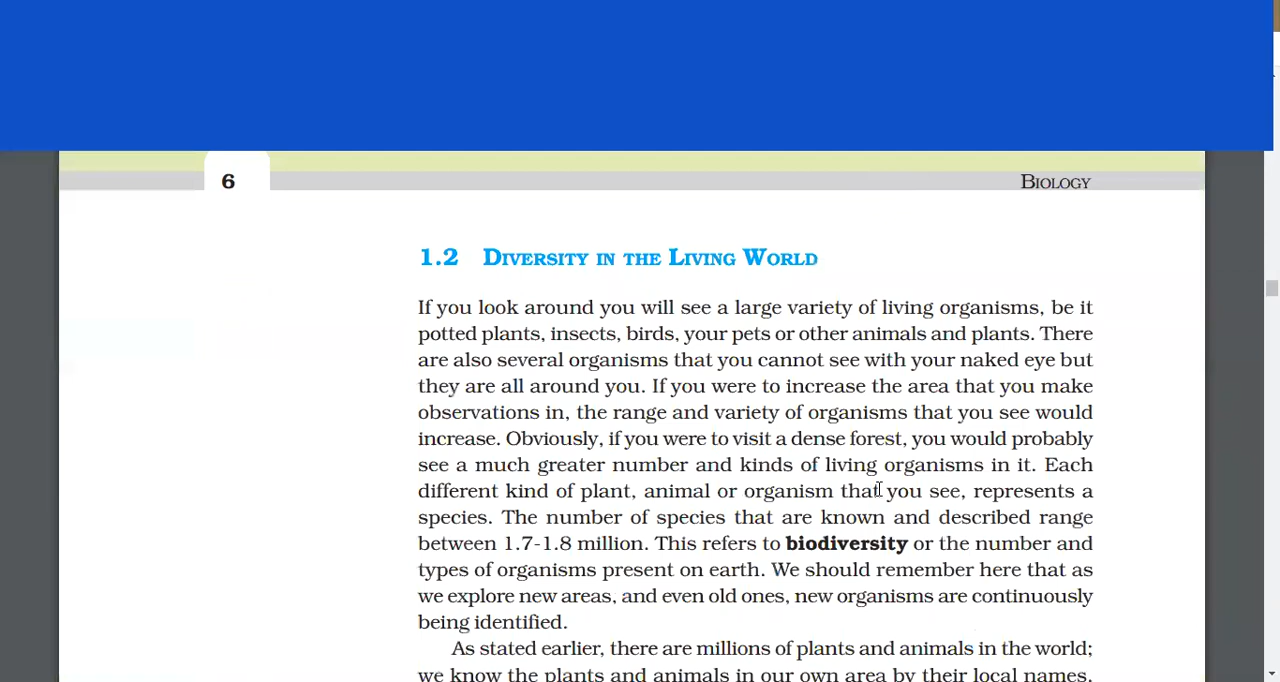 6
BIOLOGY
1.2 DIVERSITY IN THE LIVING WORLD
If you look around you will see a large variety of living organisms, be it
potted plants, insects, birds, your pets or other animals and plants. There
are also several organisms that you cannot see with your naked eye but
they are all around you. If you were to increase the area that you make
observations in, the range and variety of organisms that you see would
increase. Obviously, if you were to visit a dense forest, you would probably
see a much greater number and kinds of living organisms in it. Each
different kind of plant, animal or organism that you see, represents a
species. The number of species that are known and described range
between 1.7-1.8 million. This refers to biodiversity or the number and
types of organisms present on earth. We should remember here that as
we explore new areas, and even old ones, new organisms are continuously
being identified.
As stated earlier, there are millions of plants and animals in the world;
we know the plants and animals in our own area by their local names.